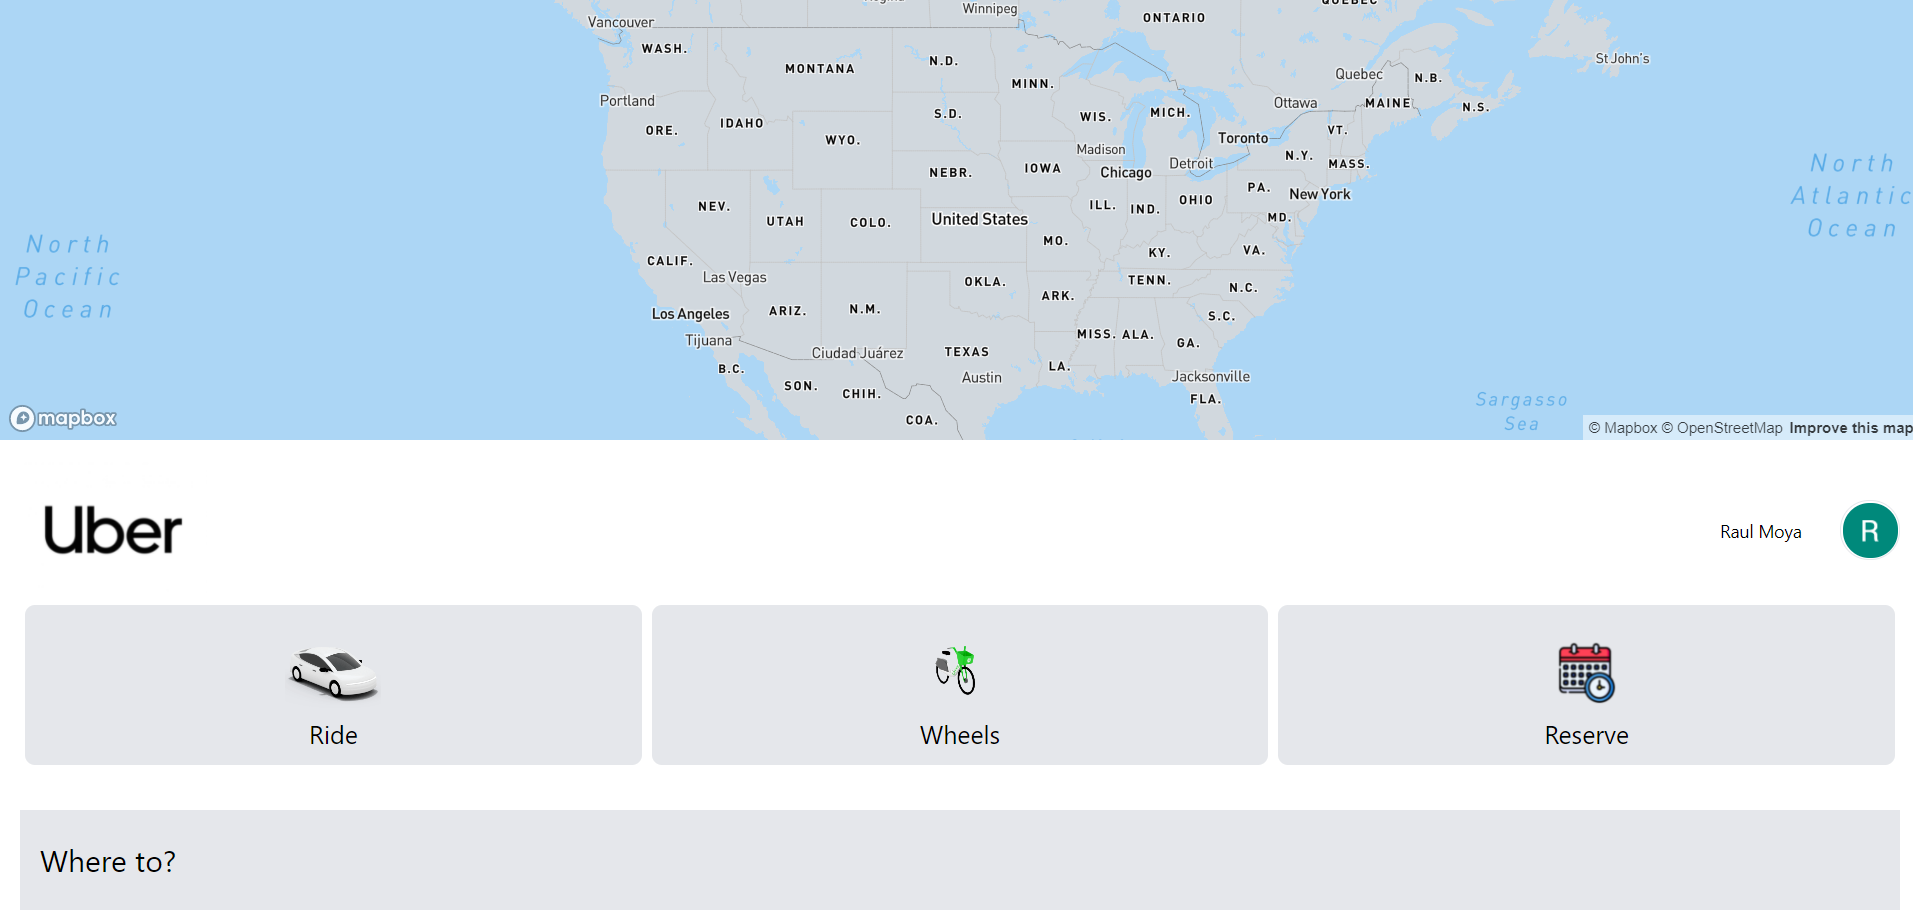 Winnipeg
ONTARIO
Vancouver
WASH.
MONTANA
N.D.
MINN.
Quebec
N.B.
St John's
Portland
ORE.
IDAHO
WYO.
S.D.
WIS.
MICH.
Ottawa
MAINE
N.S.
Toronto
VT.
Madison
Detroit
N.Y.
MASS.
NEBR.
IOWA
Chicago
PA.
New York
North
Atlantic
Ocean
NEV.
UTAH
COLO.
United States
ILL.
IND.
OHIO
MD.
North
Pacific
Ocean
CALIF.
Las Vegas
MO.
KY.
VA.
OKLA.
ARK.
TENN.
N.C.
Los Angeles
ARIZ.
N.M.
S.C.
Tijuana
Ciudad Juárez
TEXAS
MISS.
ALA.
GA.
B.C.
SON.
CHIH.
Austin
LA.
Jacksonville
FLA.
COA.
Sargasso
Sea
mapbox
© Mapbox © OpenStreetMap Improve this map
Uber
Raul Moya
R
Ride
Wheels
Reserve
Where to?